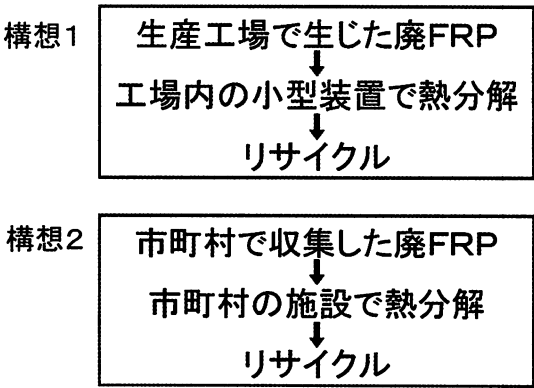 構想1
生産工場で生じた廃FRP
↓
工場内の小型装置で熱分解
↓
リサイクル
構想2
市町村で収集した廃FRP
↓
市町村の施設で熱分解
↓
リサイクル